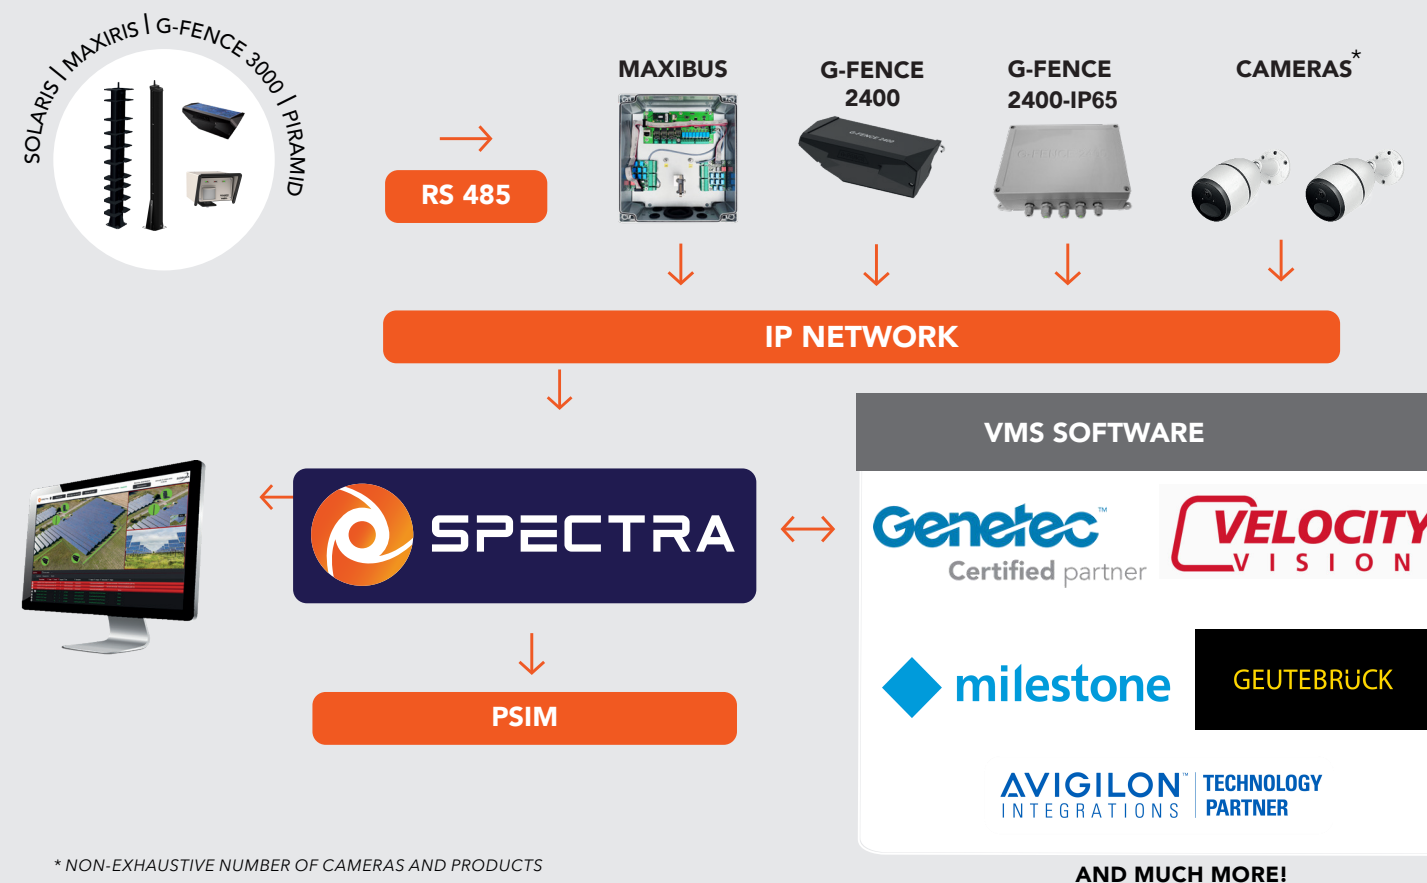 SOLARIS | MAXIRIS | G-FENCE 3000 | PIRAMID
RS 485
MAXIBUS
G-FENCE
2400
G-FENCE
2400-IP65
CAMERAS*
G-FENCE 2400
IP NETWORK
SPECTRA
PSIM
VMS SOFTWARE
Genetec™
Certified partner
VELOCITY
VISION
milestone
GEUTEBRÜCK
AVIGILON™
INTEGRATIONS
TECHNOLOGY
PARTNER
* NON-EXHAUSTIVE NUMBER OF CAMERAS AND PRODUCTS
AND MUCH MORE!